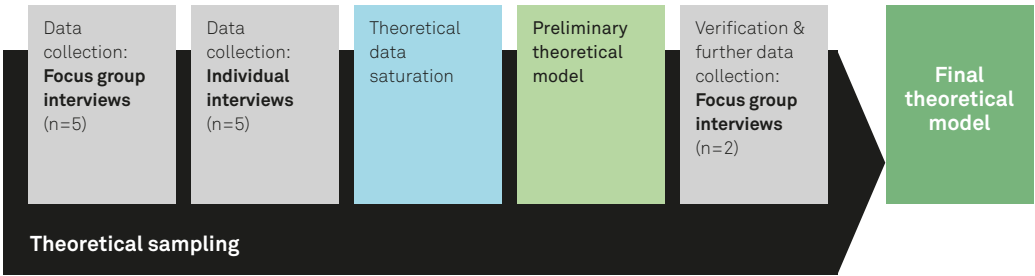 Data
collection:
Focus group
interviews
(n=5)
Data
collection:
Individual
interviews
(n=5)
Theoretical
data
saturation
Preliminary
theoretical
model
Verification &
further data
collection:
Focus group
interviews
(n=2)
Final
theoretical
model
Theoretical sampling